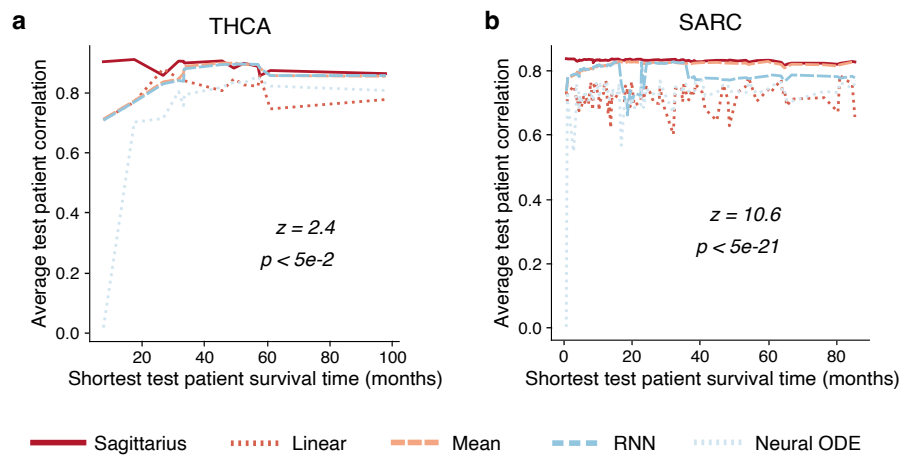 a
THCA
Average test patient correlation
0.8
0.6
0.4
0.2
0.0
z = 2.4
p < 5e-2
20 40 60 80 100
Shortest test patient survival time (months)
b
SARC
Average test patient correlation
0.8
0.6
0.4
0.2
0.0
z = 10.6
p < 5e-21
0 20 40 60 80
Shortest test patient survival time (months)
Sagittarius Linear Mean RNN Neural ODE